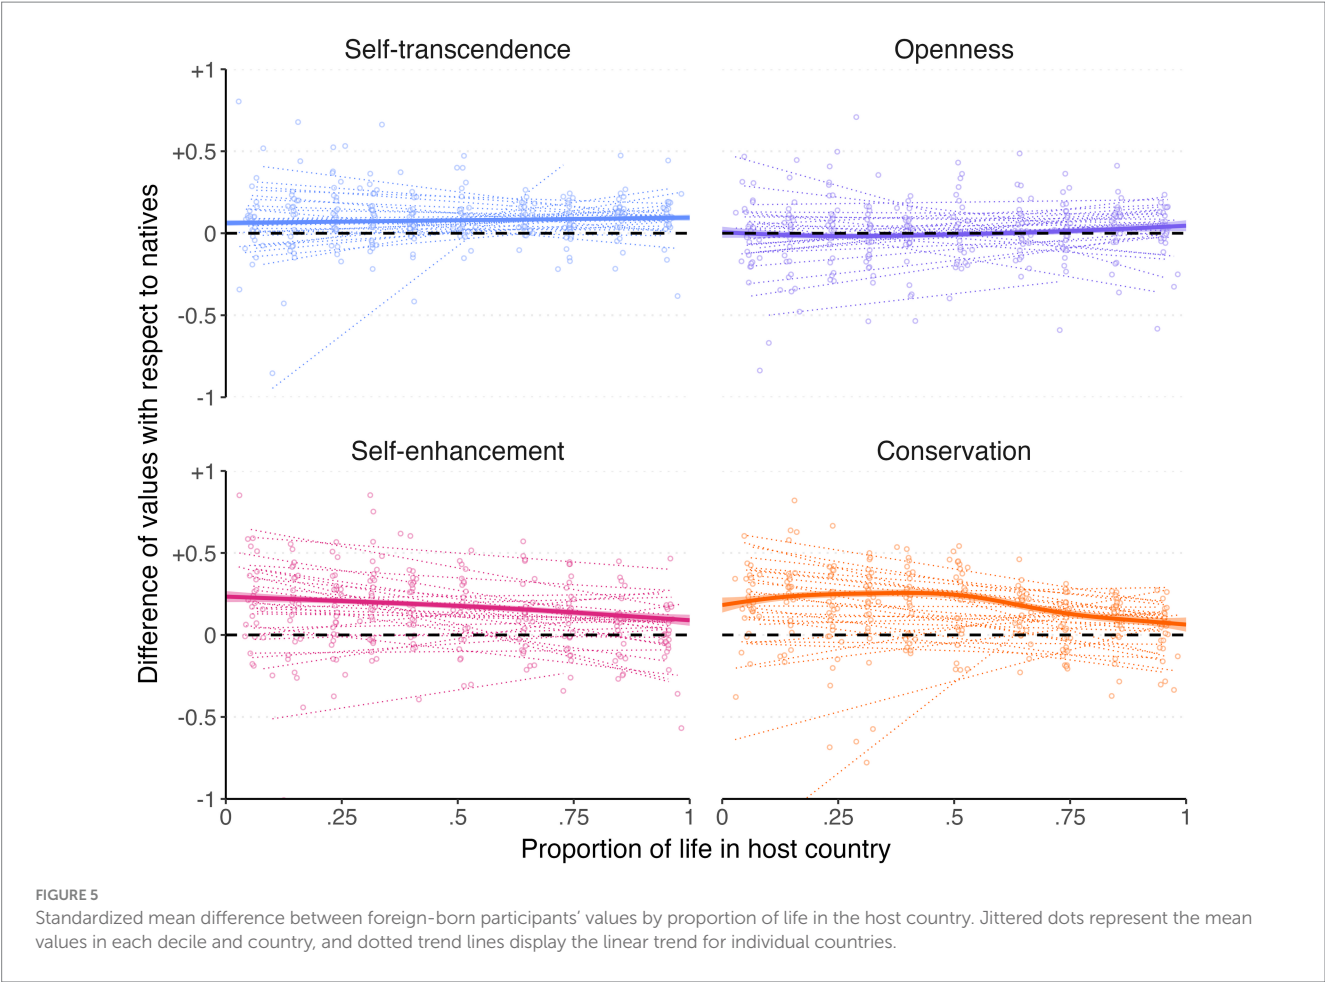 Self-transcendence
Openness
+1
+0.5
0
-0.5
-1
Difference of values with respect to natives
Self-enhancement
Conservation
+1
+0.5
0
-0.5
-1
0 .25 .5 .75 1
0 .25 .5 .75 1
Proportion of life in host country
FIGURE 5
Standardized mean difference between foreign-born participants’ values by proportion of life in the host country. Jittered dots represent the mean
values in each decile and country, and dotted trend lines display the linear trend for individual countries.